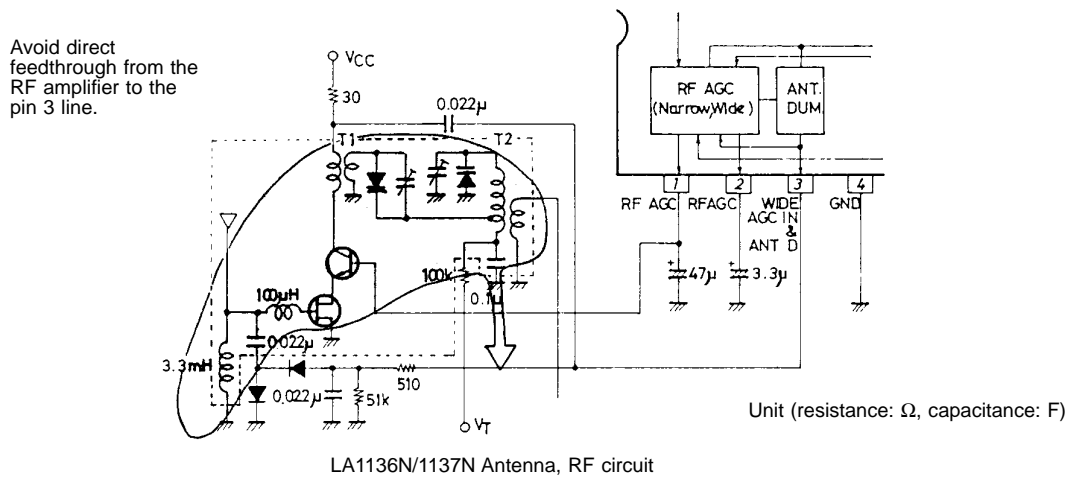 Avoid direct
feedthrough from the
RF amplifier to the
pin 3 line.
VCC
30
0.022μ
T1
T2
RF AGC
(Narrow,Wide)
ANT.
DUM.
1
2
3
4
RF AGC
RFAGC
WIDE
AGC IN
&
ANT D
GND
47μ
3.3μ
100k
0.1μ
100μH
0.022μ
3.3mH
0.022μ
51k
510
VT
Unit (resistance: Ω, capacitance: F)
LA1136N/1137N Antenna, RF circuit